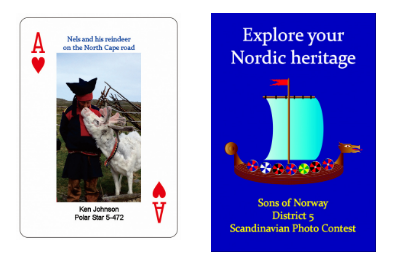 A
Nels and his reindeer
on the North Cape road
Ken Johnson
Polar Star 5-472
A
Explore your
Nordic heritage
Sons of Norway
District 5
Scandinavian Photo Contest